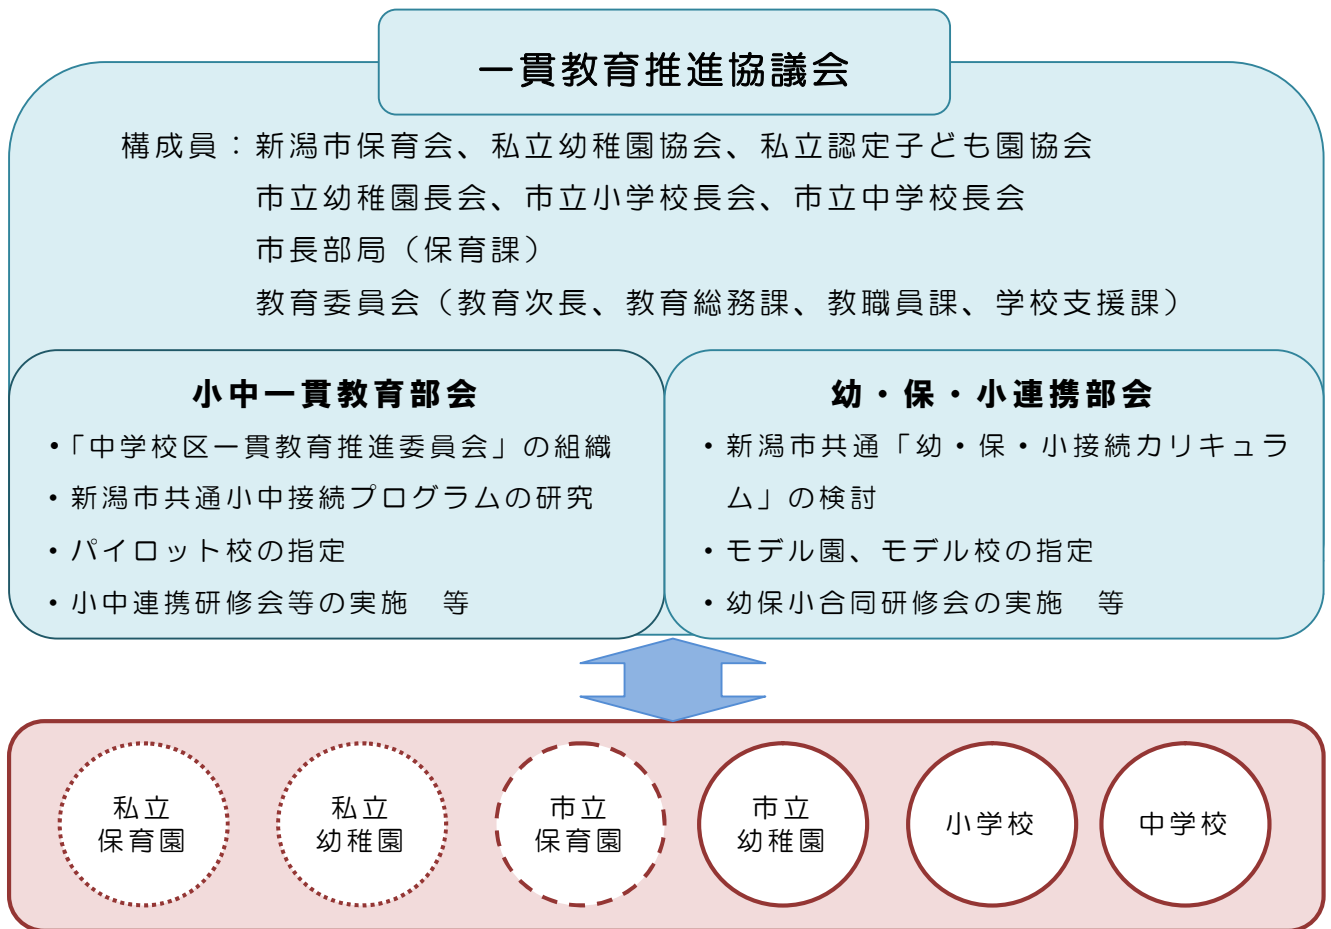 一貫教育推進協議会
構成員：新潟市保育会、私立幼稚園協会、私立認定子ども園協会
市立幼稚園長会、市立小学校長会、市立中学校長会
市長部局（保育課）
教育委員会（教育次長、教育総務課、教職員課、学校支援課）
小中一貫教育部会
・「中学校区一貫教育推進委員会」の組織
・新潟市共通小中接続プログラムの研究
・パイロット校の指定
・小中連携研修会等の実施　等
幼・保・小連携部会
・新潟市共通「幼・保・小接続カリキュラ
ム」の検討
・モデル園、モデル校の指定
・幼保小合同研修会の実施　等
私立
保育園
私立
幼稚園
市立
保育園
市立
幼稚園
小学校
中学校